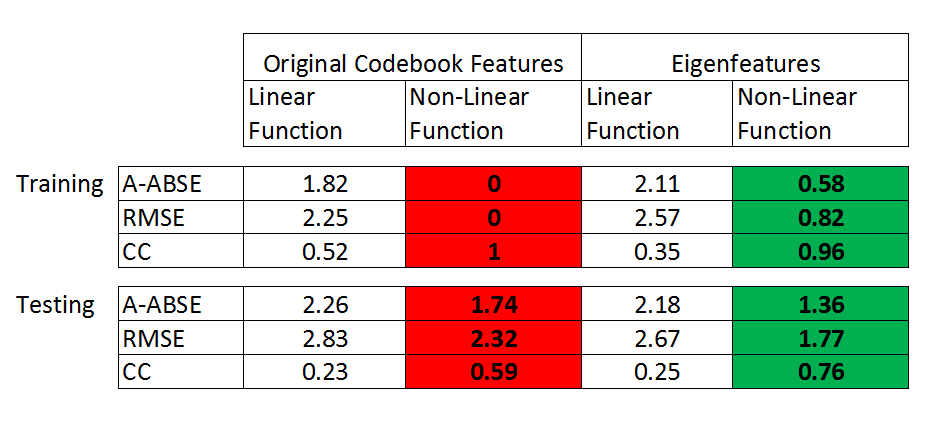 Original Codebook Features Eigenfeatures
Linear Function Non-Linear Function Linear Function Non-Linear Function
Training A-ABSE 1.82 0 2.11 0.58
RMSE 2.25 0 2.57 0.82
CC 0.52 1 0.35 0.96
Testing A-ABSE 2.26 1.74 2.18 1.36
RMSE 2.83 2.32 2.67 1.77
CC 0.23 0.59 0.25 0.76